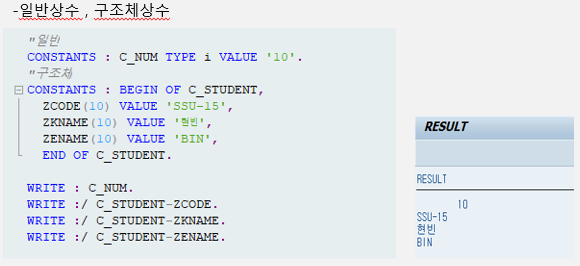 -일반상수 , 구조체상수
"일반
CONSTANTS : C_NUM TYPE i VALUE '10'.
"구조체
CONSTANTS : BEGIN OF C_STUDENT,
ZCODE(10) VALUE 'SSU-15',
ZKNAME(10) VALUE '현빈',
ZENAME(10) VALUE 'BIN',
END OF C_STUDENT.
WRITE : C_NUM.
WRITE :/ C_STUDENT-ZCODE.
WRITE :/ C_STUDENT-ZKNAME.
WRITE :/ C_STUDENT-ZENAME.
RESULT
RESULT
10
SSU-15
현빈
BIN